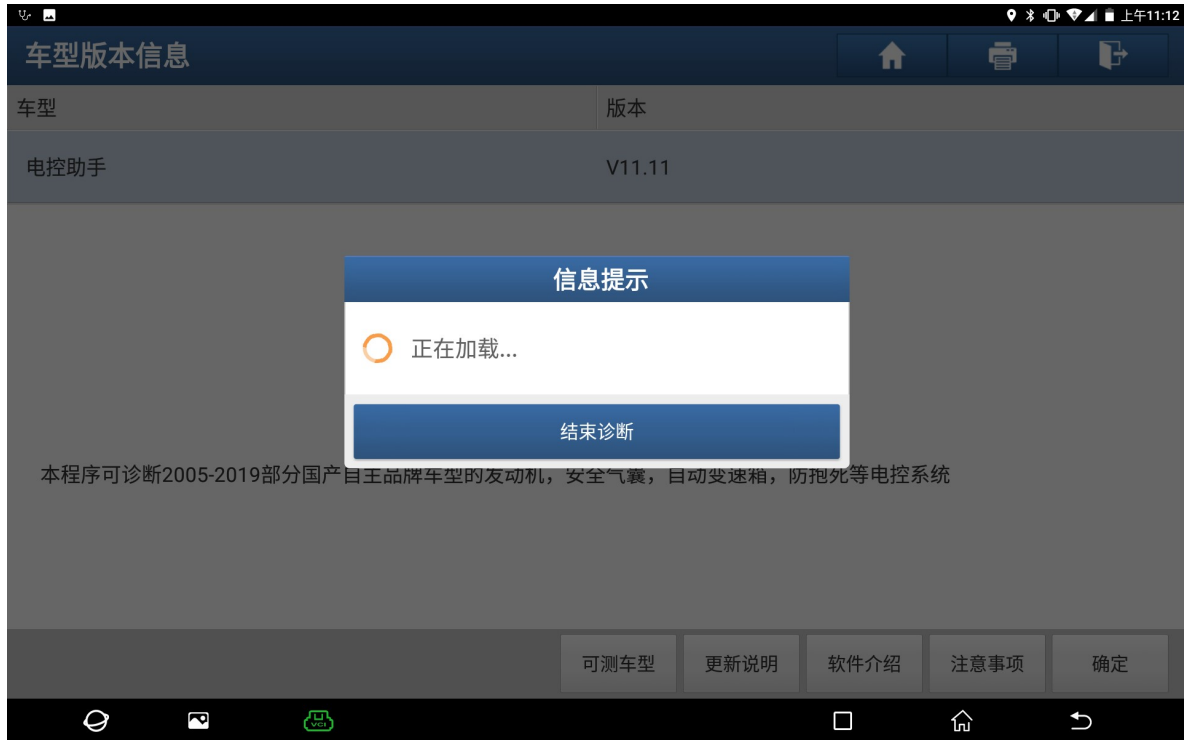 上午11:12
车型版本信息
车型 版本
电控助手 V11.11
信息提示
正在加载...
结束诊断
本程序可诊断2005-2019部分国产自主品牌车型的发动机，安全气囊，自动变速箱，防抱死等电控系统
可测车型 更新说明 软件介绍 注意事项 确定
VCI